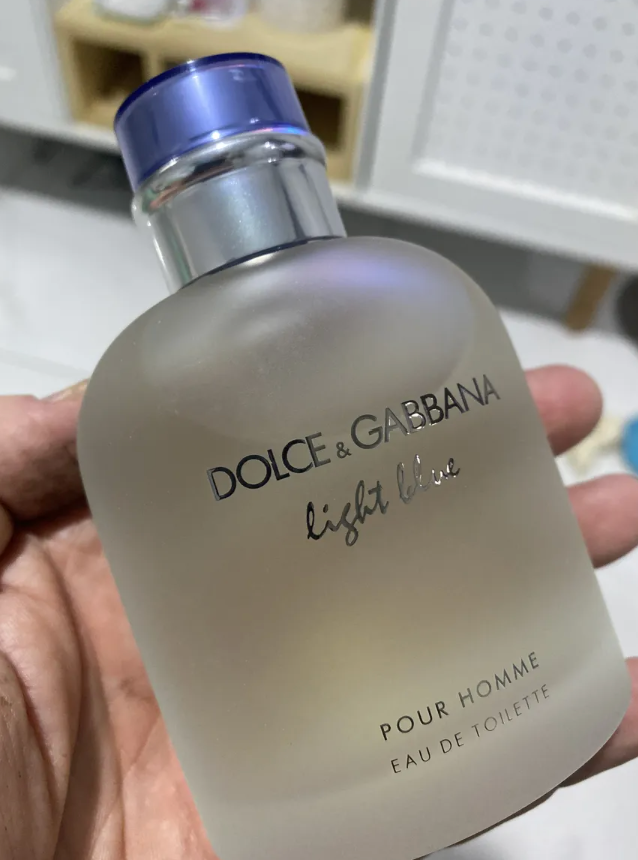 DOLCE & GABBANA
light blue
POUR HOMME
EAU DE TOILETTE